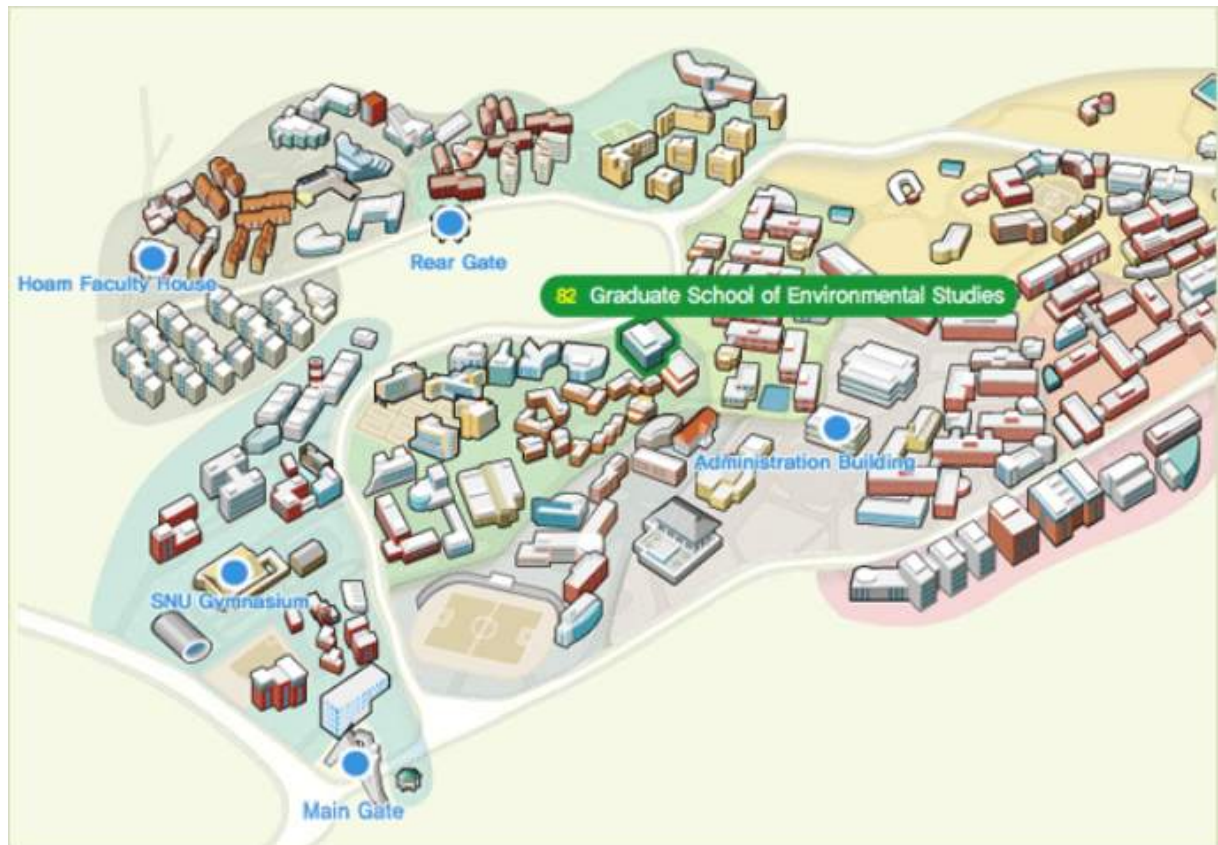 Rear Gate
Hoam Faculty House
82 Graduate School of Environmental Studies
Administration Building
SNU Gymnasium
Main Gate